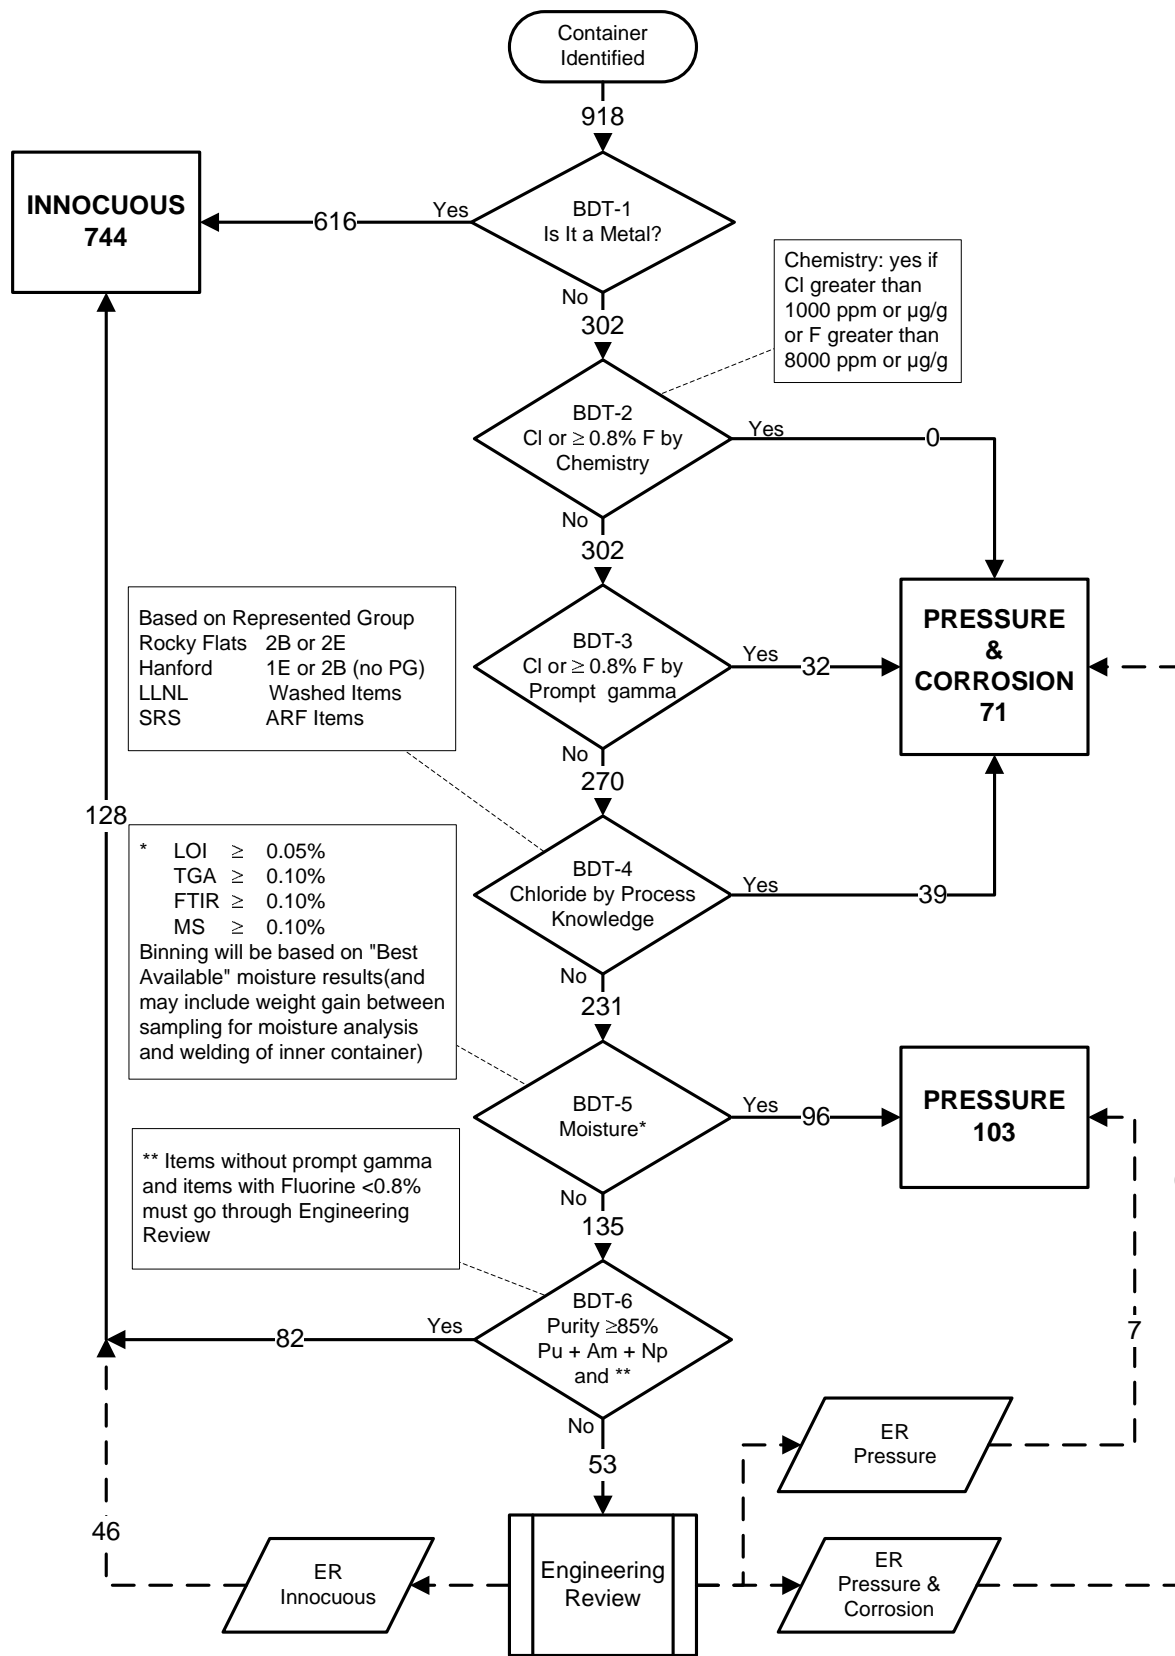 Container
Identified
918
INNOCUOUS
744
Yes
616
BDT-1
Is It a Metal?
No
302
Chemistry: yes if
Cl greater than
1000 ppm or µg/g
or F greater than
8000 ppm or µg/g
BDT-2
Cl or ≥ 0.8% F by
Chemistry
Yes
0
No
302
Based on Represented Group
Rocky Flats 2B or 2E
Hanford 1E or 2B (no PG)
LLNL Washed Items
SRS ARF Items
BDT-3
Cl or ≥ 0.8% F by
Prompt gamma
Yes
32
PRESSURE
&
CORROSION
71
No
270
128
* LOI ≥ 0.05%
TGA ≥ 0.10%
FTIR ≥ 0.10%
MS ≥ 0.10%
Binning will be based on "Best
Available" moisture results(and
may include weight gain between
sampling for moisture analysis
and welding of inner container)
BDT-4
Chloride by Process
Knowledge
Yes
39
No
231
BDT-5
Moisture*
Yes
96
PRESSURE
103
** Items without prompt gamma
and items with Fluorine <0.8%
must go through Engineering
Review
No
135
BDT-6
Purity ≥85%
Pu + Am + Np
and **
Yes
82
7
No
53
ER
Pressure
46
ER
Innocuous
Engineering
Review
ER
Pressure &
Corrosion